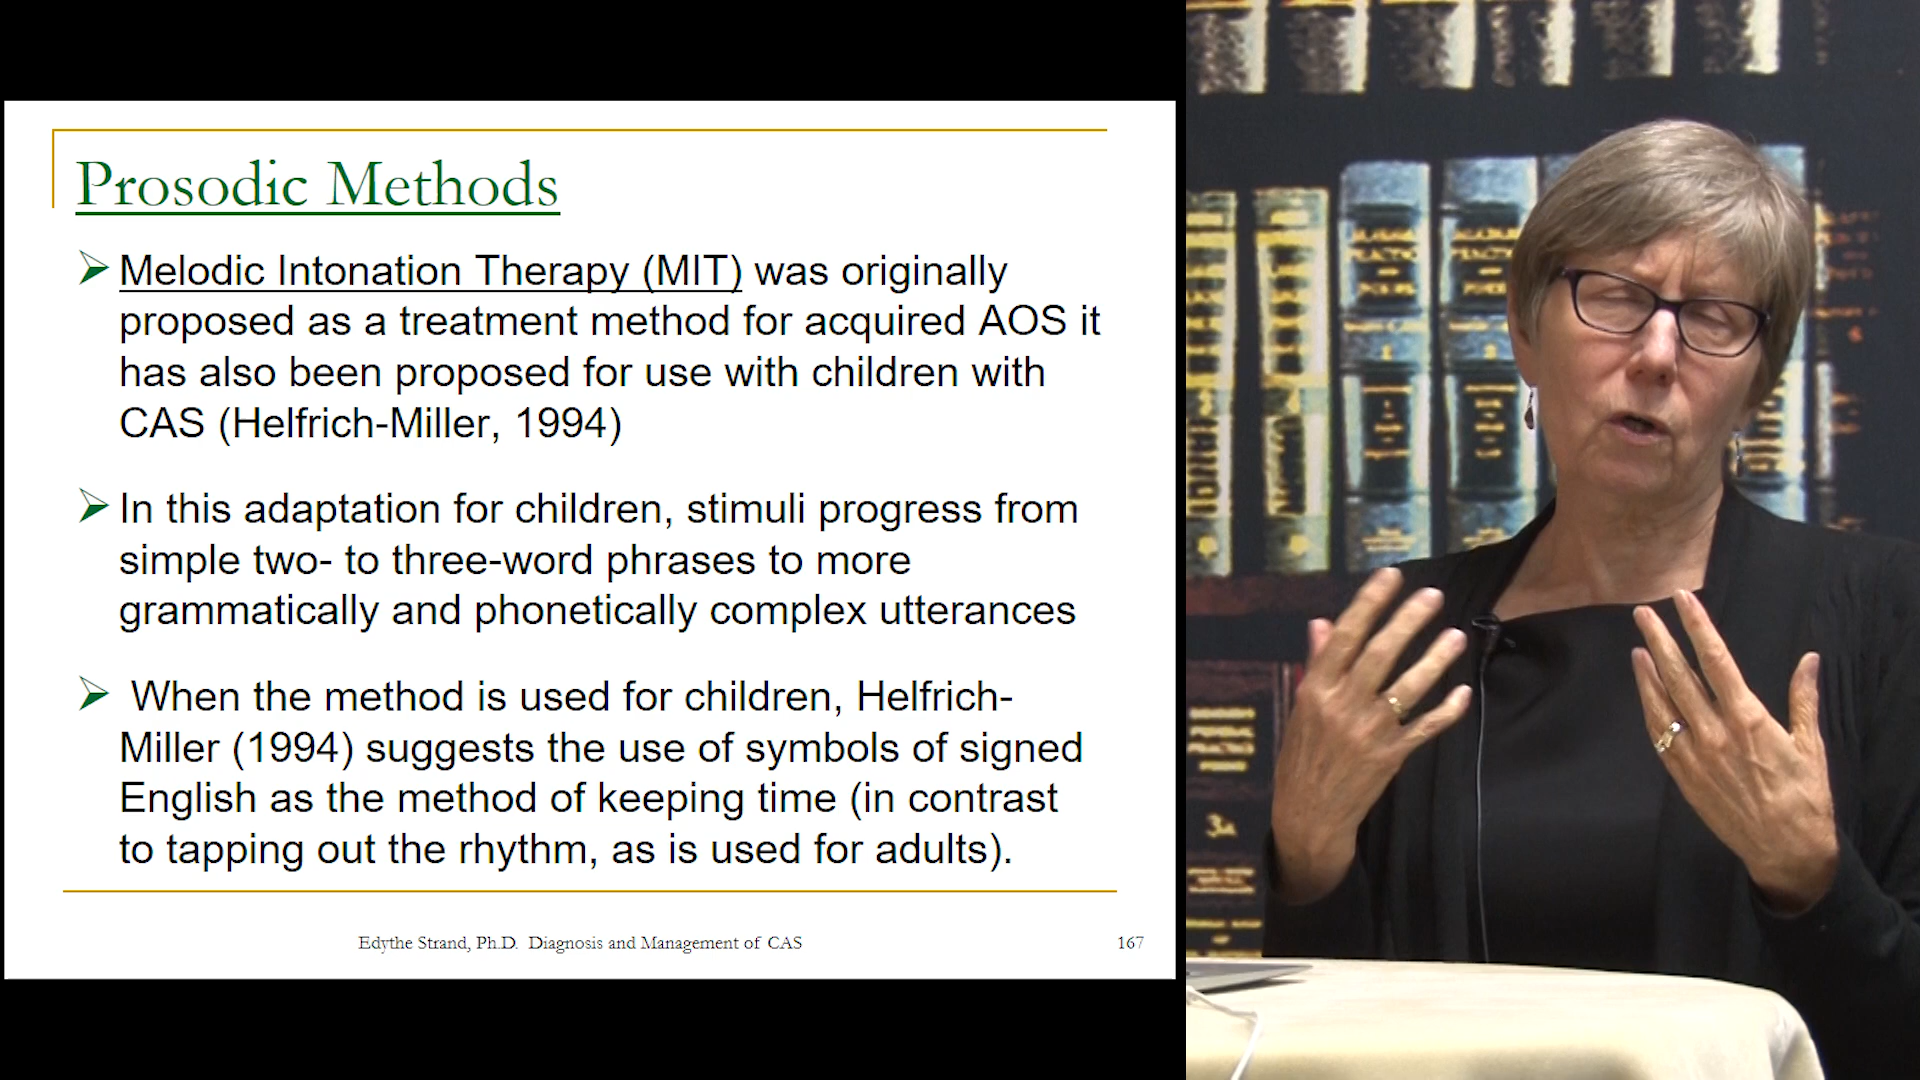 Prosodic Methods
Melodic Intonation Therapy (MIT) was originally
proposed as a treatment method for acquired AOS it
has also been proposed for use with children with
CAS (Helfrich-Miller, 1994)
In this adaptation for children, stimuli progress from
simple two- to three-word phrases to more
grammatically and phonetically complex utterances
When the method is used for children, Helfrich-
Miller (1994) suggests the use of symbols of signed
English as the method of keeping time (in contrast
to tapping out the rhythm, as is used for adults).
Edythe Strand, Ph.D. Diagnosis and Management of CAS
167
3a